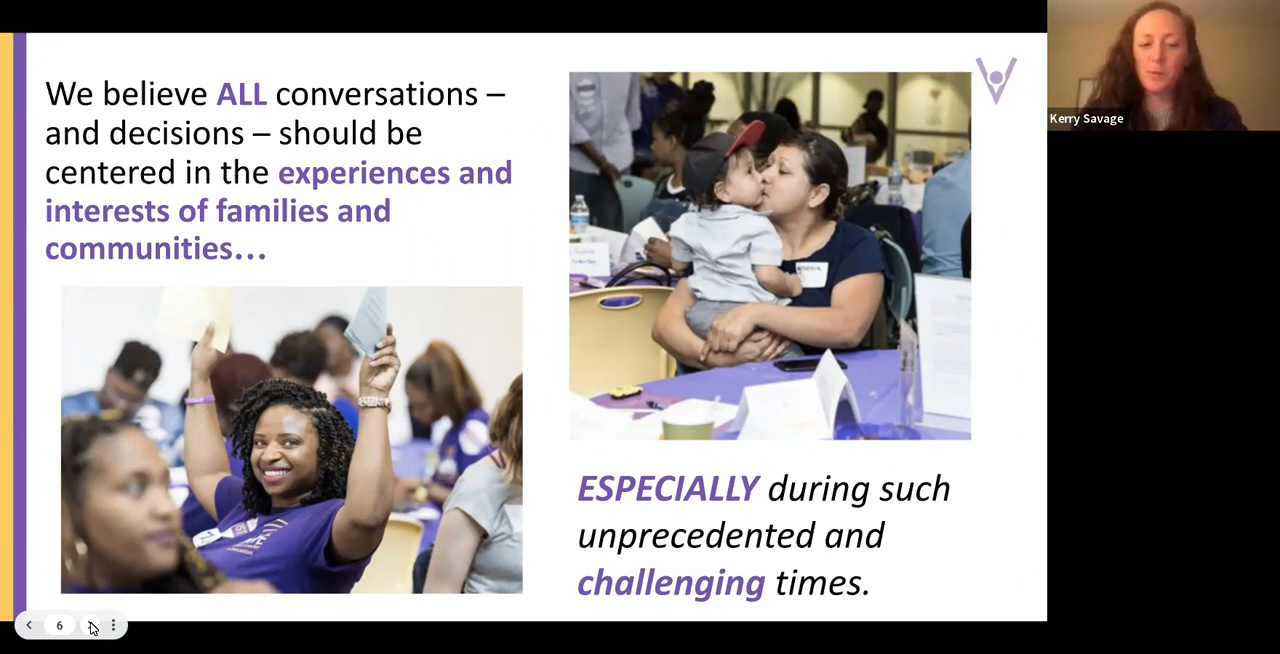 We believe ALL conversations –
and decisions – should be
centered in the experiences and
interests of families and
communities…
ESPECIALLY during such
unprecedented and
challenging times.
Kerry Savage
6